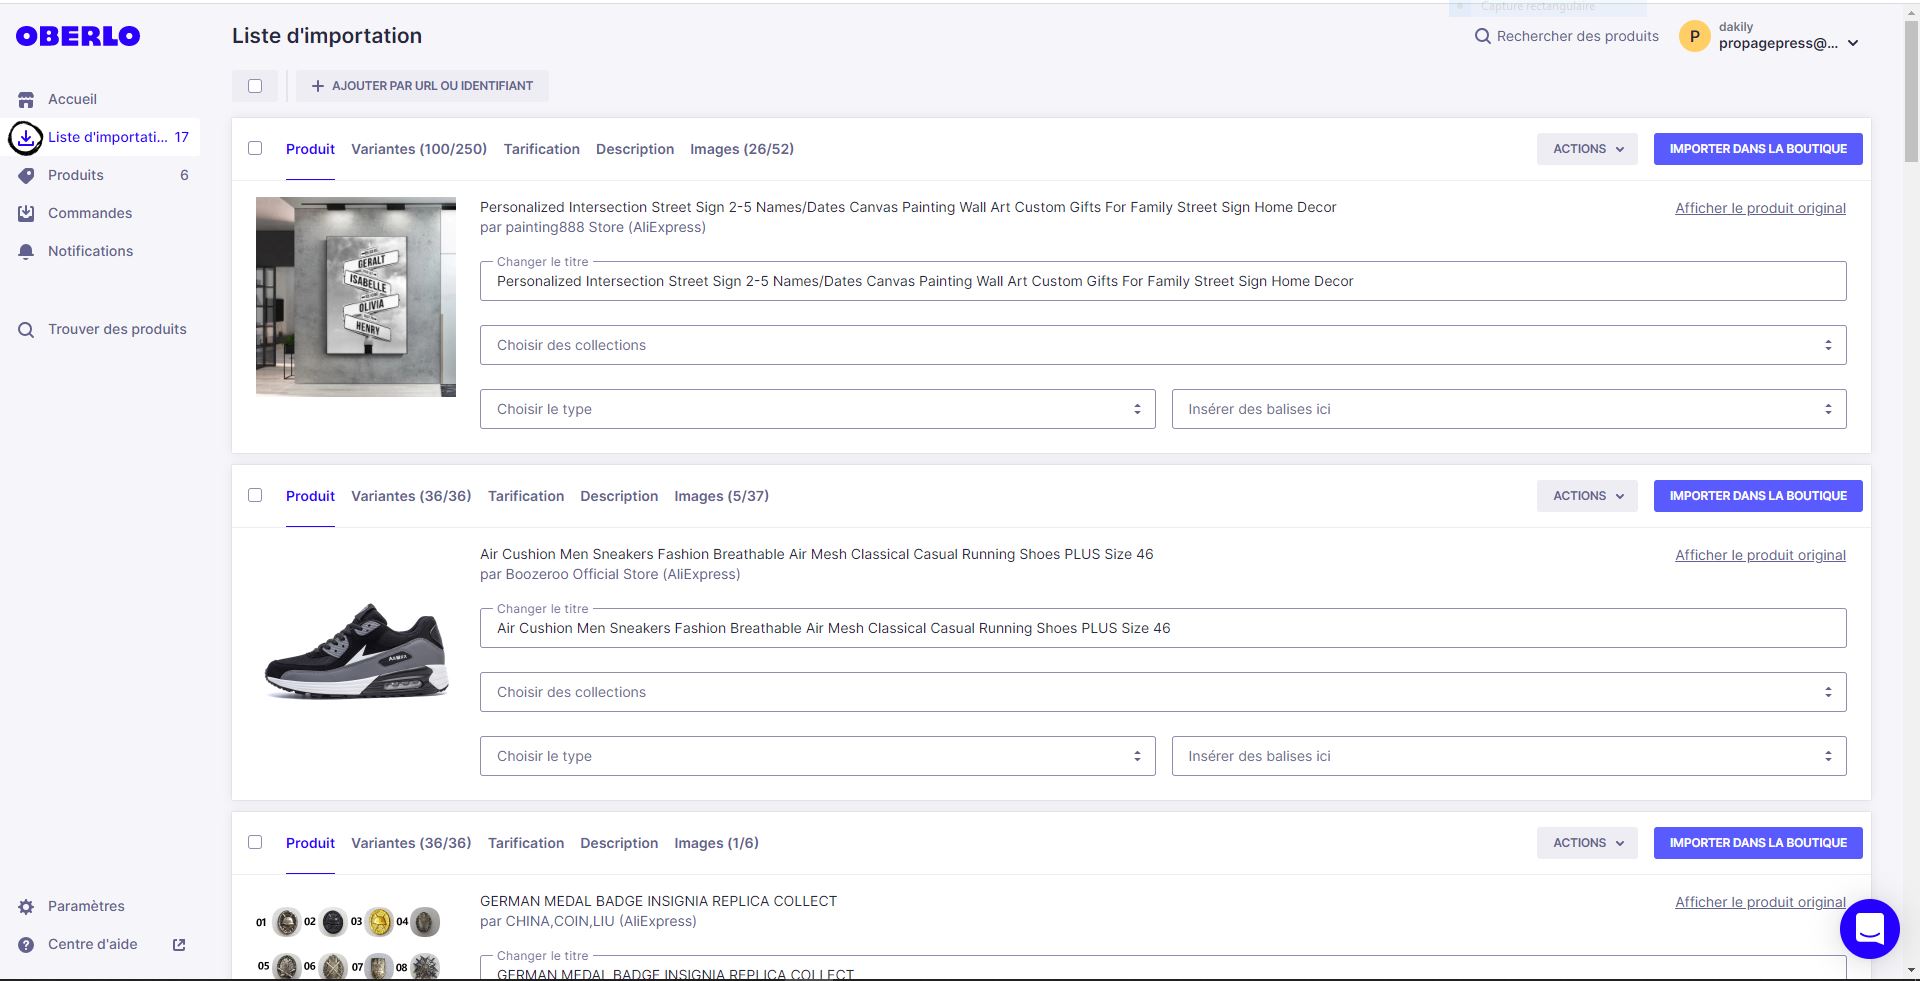 Capture rectangulaire
OBERLO
Liste d'importation
Rechercher des produits
P
dakily
propagepress@...
Accueil
Liste d'importati... 17
Produits 6
Commandes
Notifications
Trouver des produits
Paramètres
Centre d'aide
AJOUTER PAR URL OU IDENTIFIANT
Produit Variantes (100/250) Tarification Description Images (26/52)
ACTIONS IMPORTER DANS LA BOUTIQUE
GERALT
ISABELLE
OLIVIA
HENRY
Personalized Intersection Street Sign 2-5 Names/Dates Canvas Painting Wall Art Custom Gifts For Family Street Sign Home Decor
par painting888 Store (AliExpress)
Afficher le produit original
Changer le titre
Personalized Intersection Street Sign 2-5 Names/Dates Canvas Painting Wall Art Custom Gifts For Family Street Sign Home Decor
Choisir des collections
Choisir le type Insérer des balises ici
Produit Variantes (36/36) Tarification Description Images (5/37)
ACTIONS IMPORTER DANS LA BOUTIQUE
Air Cushion Men Sneakers Fashion Breathable Air Mesh Classical Casual Running Shoes PLUS Size 46
par Boozeroo Official Store (AliExpress)
Afficher le produit original
Changer le titre
Air Cushion Men Sneakers Fashion Breathable Air Mesh Classical Casual Running Shoes PLUS Size 46
Choisir des collections
Choisir le type Insérer des balises ici
Produit Variantes (36/36) Tarification Description Images (1/6)
ACTIONS IMPORTER DANS LA BOUTIQUE
01 02 03 04
05 06 07 08
GERMAN MEDAL BADGE INSIGNIA REPLICA COLLECT
par CHINA,COIN,LIU (AliExpress)
Afficher le produit original
Changer le titre
GERMAN MEDAL BADGE INSIGNIA REPLICA COLLECT